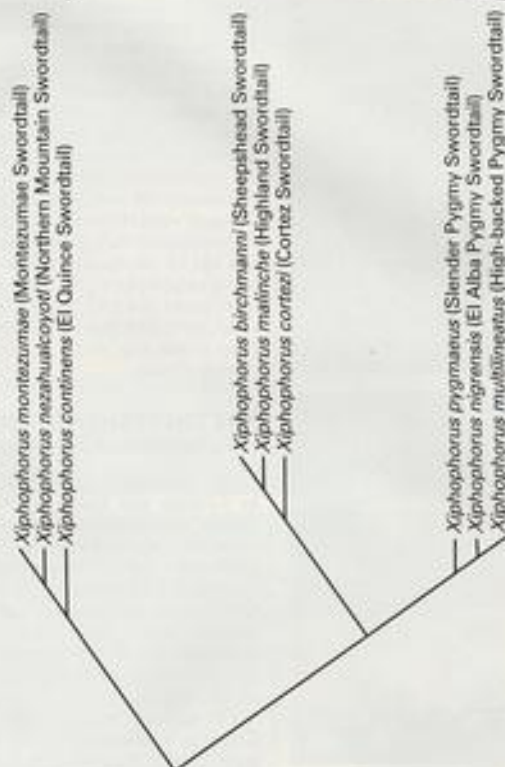 Xiphophorus montezumae (Montezumae Swordtail)
Xiphophorus nezahualcoyotl (Northern Mountain Swordtail)
Xiphophorus continens (El Quince Swordtail)
Xiphophorus birchmanni (Sheepshead Swordtail)
Xiphophorus malinche (Highland Swordtail)
Xiphophorus cortezi (Cortez Swordtail)
Xiphophorus pygmaeus (Slender Pygmy Swordtail)
Xiphophorus nigrensis (El Alba Pygmy Swordtail)
Xiphophorus multilineatus (High-backed Pygmy Swordtail)